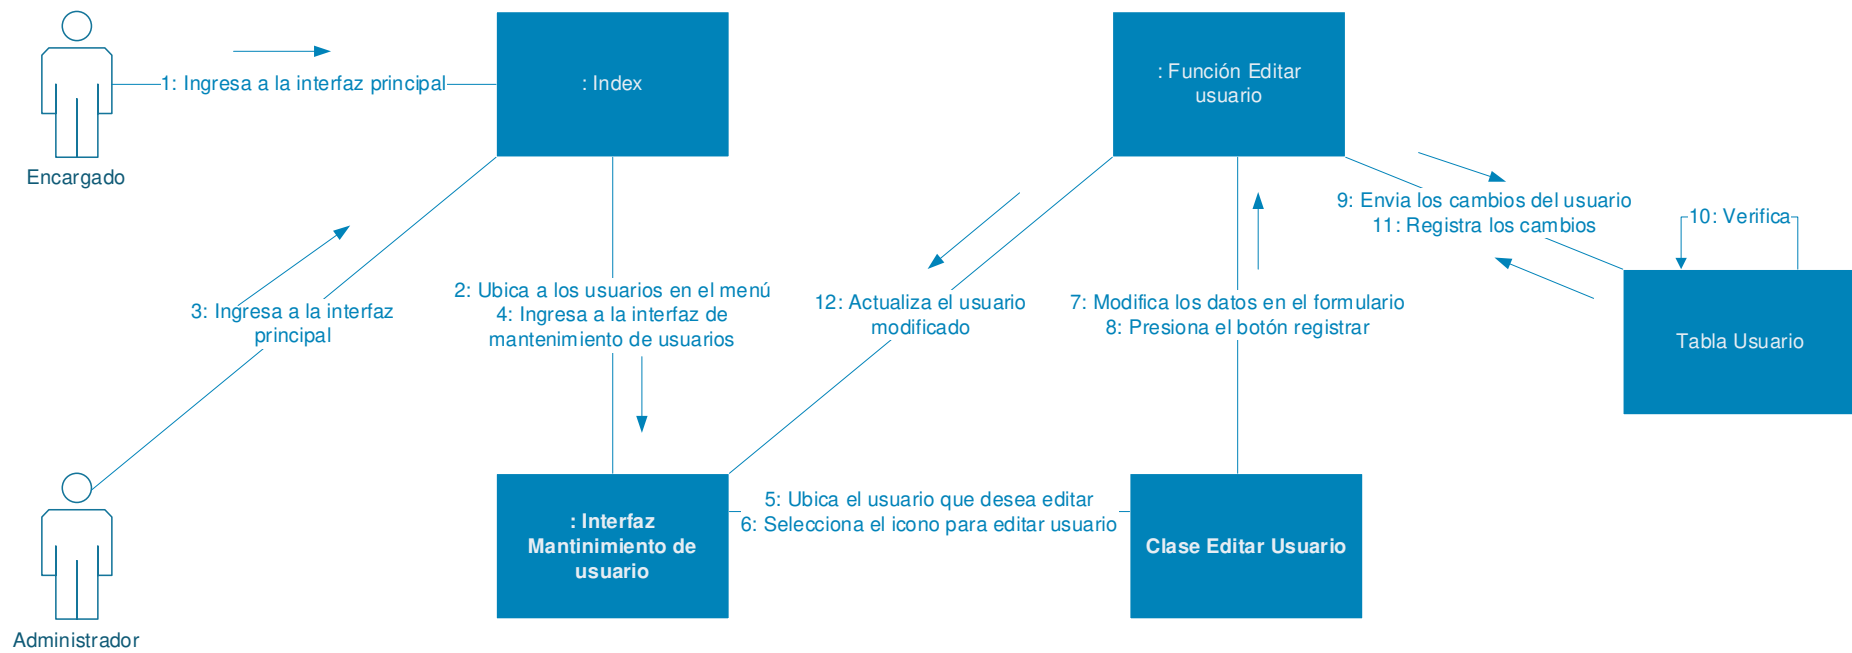 1: Ingresa a la interfaz principal
: Index
Encargado
: Función Editar
usuario
9: Envia los cambios del usuario
11: Registra los cambios
10: Verifica
Tabla Usuario
3: Ingresa a la interfaz
principal
2: Ubica a los usuarios en el menú
4: Ingresa a la interfaz de
mantenimiento de usuarios
12: Actualiza el usuario
modificado
7: Modifica los datos en el formulario
8: Presiona el botón registrar
Administrador
: Interfaz
Mantinimiento de
usuario
5: Ubica el usuario que desea editar
6: Selecciona el icono para editar usuario
Clase Editar Usuario